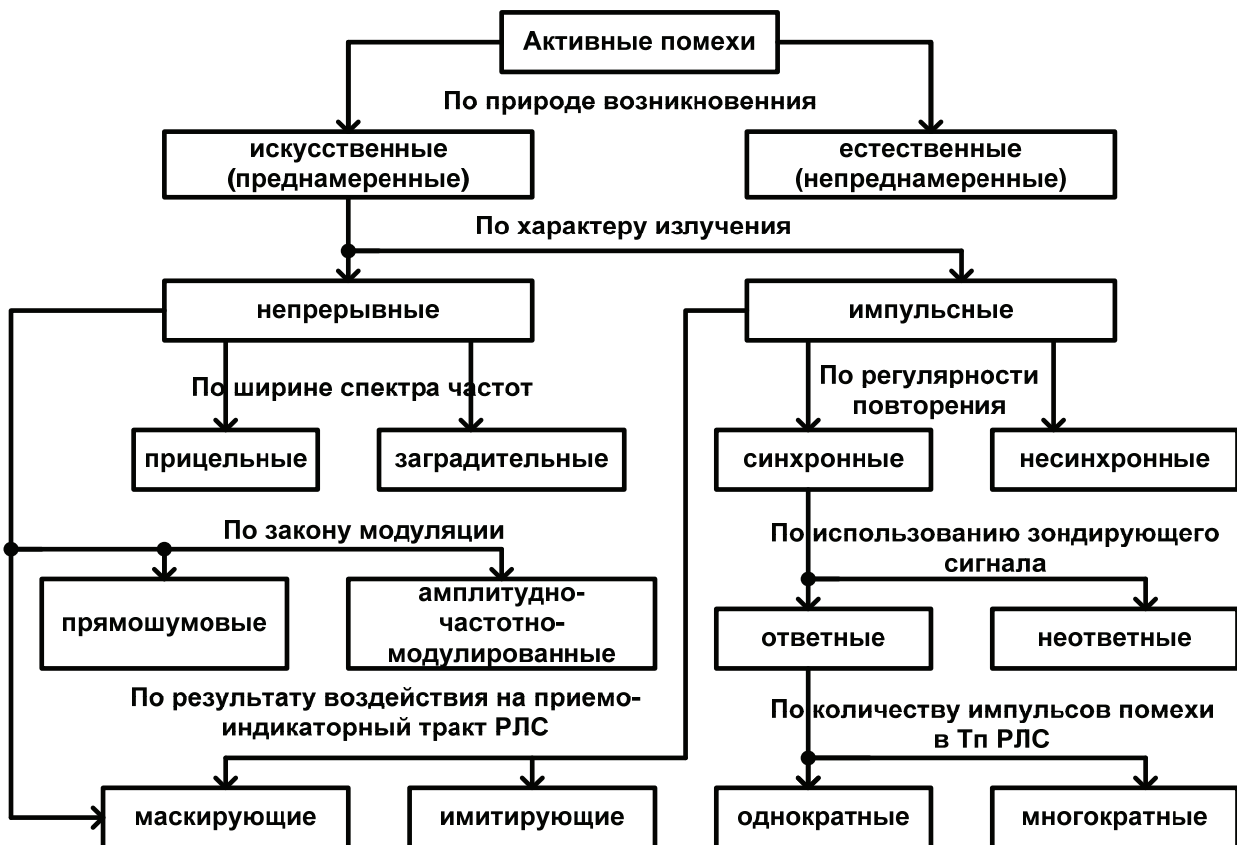 Активные помехи
По природе возникновенния
искусственные
(преднамеренные)
естественные
(непреднамеренные)
По характеру излучения
непрерывные
импульсные
По ширине спектра частот
По регулярности
повторения
прицельные
заградительные
синхронные
несинхронные
По закону модуляции
По использованию зондирующего
сигнала
прямошумовые
амплитудно-
частотно-
модулированные
ответные
неответные
По результату воздействия на приемо-
индикаторный тракт РЛС
По количеству импульсов помехи
в Тп РЛС
маскирующие
имитирующие
однократные
многократные